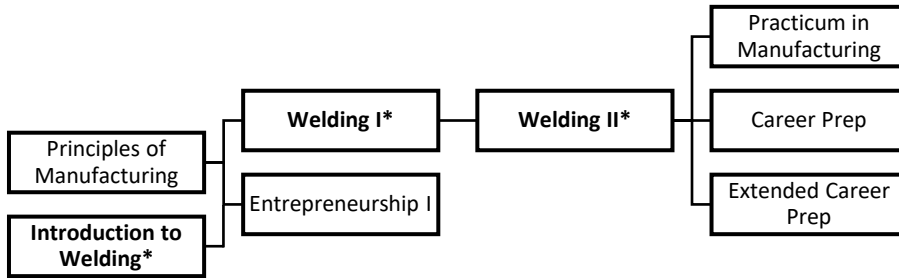 Principles of
Manufacturing
Introduction to
Welding*
Welding I*
Entrepreneurship I
Welding II*
Practicum in
Manufacturing
Career Prep
Extended Career
Prep